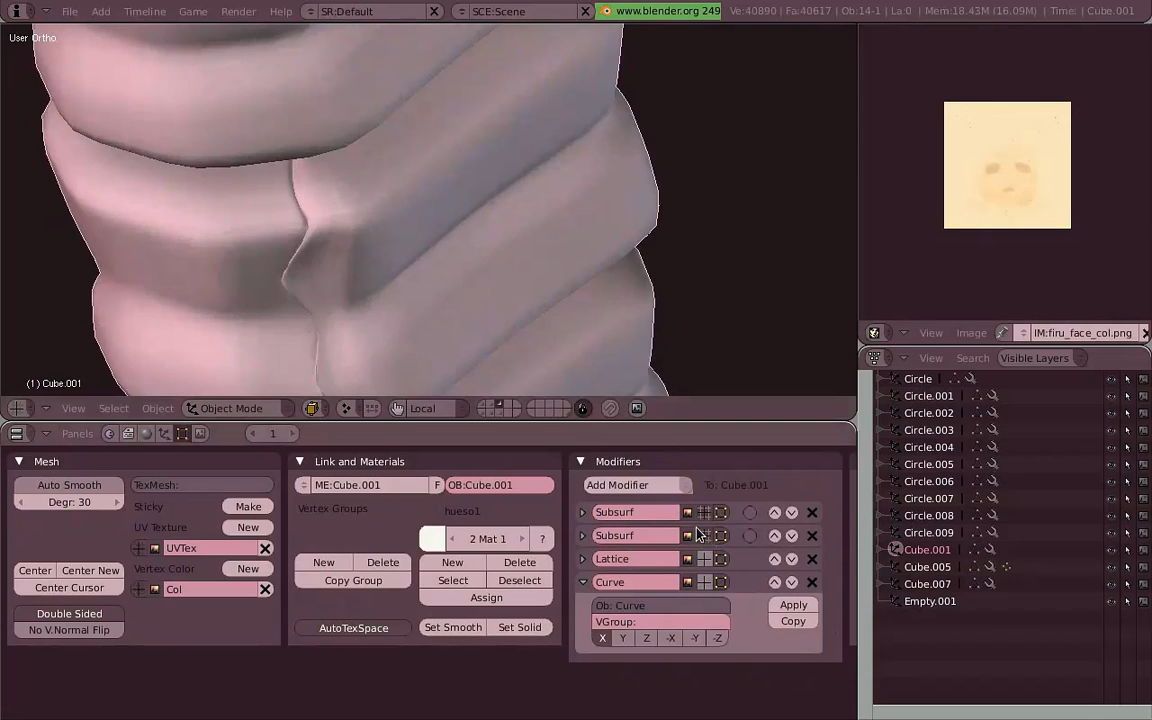 File Add Timeline Game Render Help SR:Default SCE:Scene www.blender.org 249 Ve:40890 | Fa:40617 | Ob:14-1 | La:0 | Mem:18.43M (16.09M) | Time: | Cube.001
User Ortho
(1) Cube.001
View Image IM:firu_face_col.png
View Search Visible Layers
Circle
Circle.001
Circle.002
Circle.003
Circle.004
Circle.005
Circle.006
Circle.007
Circle.008
Circle.009
Cube.001
Cube.005
Cube.007
Empty.001
View Select Object Object Mode Local
Panels 1
Mesh
Auto Smooth
Degr: 30
TexMesh:
Sticky Make
UV Texture New
UVTex
Vertex Color New
Col
Center Center New
Center Cursor
Double Sided
No V.Normal Flip
AutoTexSpace
Link and Materials
ME:Cube.001 F OB:Cube.001
Vertex Groups hueso1
2 Mat 1 ?
New Delete New Delete
Copy Group Select Deselect
Assign
Set Smooth Set Solid
Modifiers
Add Modifier To: Cube.001
Subsurf
Subsurf
Lattice
Curve
Ob: Curve Apply
VGroup: Copy
X Y Z -X -Y -Z